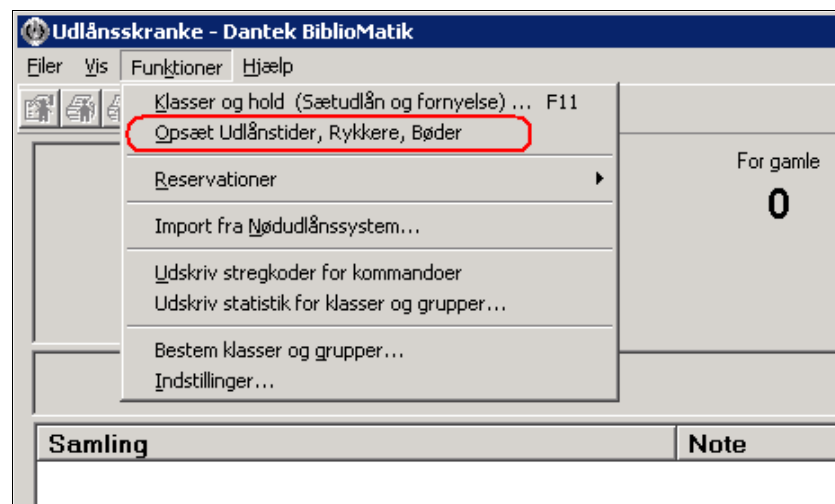 Udlånsskranke - Dantek BiblioMatik
Filer Vis Funktioner Hjælp
Klasser og hold (Sætudlån og fornyelse) ... F11
Opsæt Udlånstider, Rykkere, Bøder
For gamle
Reservationer
0
Import fra Nødudlånssystem...
Udskriv stregkoder for kommandoer
Udskriv statistik for klasser og grupper...
Bestem klasser og grupper...
Indstillinger...
Samling Note